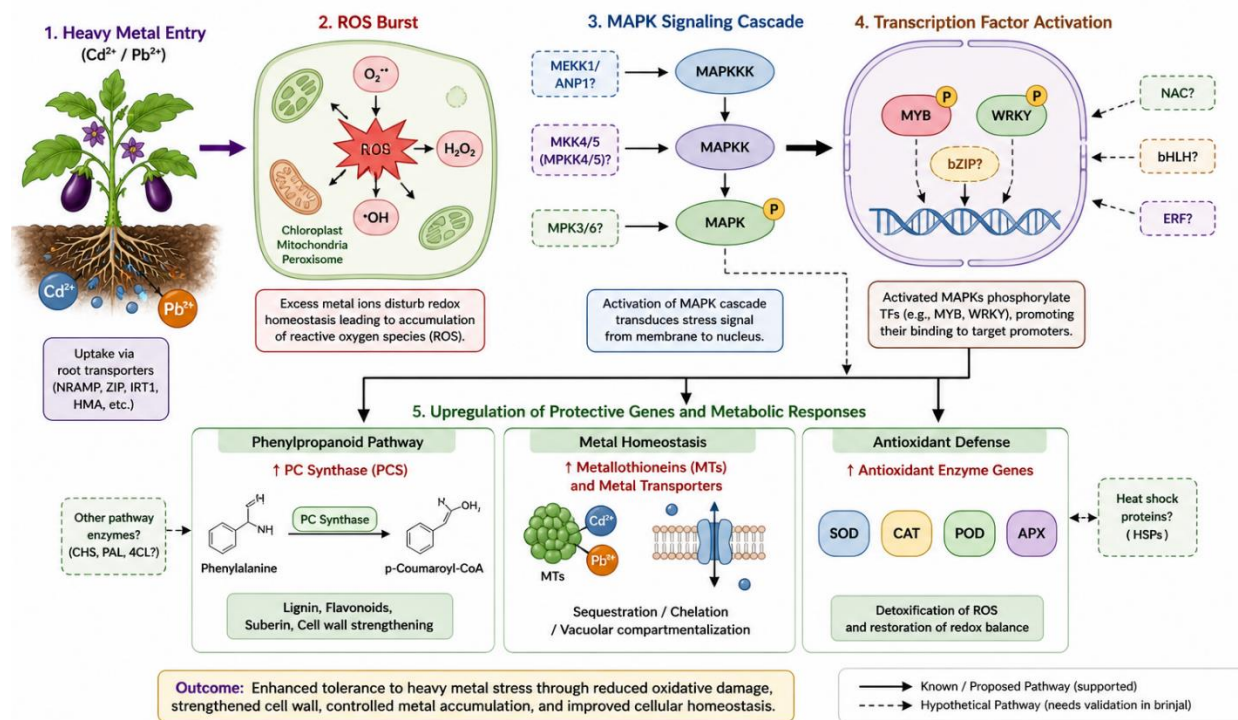 1. Heavy Metal Entry
(Cd²⁺ / Pb²⁺)
Cd²⁺
Pb²⁺
Uptake via
root transporters
(NRAMP, ZIP, IRT1,
HMA, etc.)
2. ROS Burst
O₂˙˙
ROS
H₂O₂
•OH
Chloroplast
Mitochondria
Peroxisome
Excess metal ions disturb redox
homeostasis leading to accumulation
of reactive oxygen species (ROS).
3. MAPK Signaling Cascade
MEKK1/
ANP1?
MAPKKK
MKK4/5
(MPKK4/5)?
MAPKK
MPK3/6?
MAPK
P
Activation of MAPK cascade
transduces stress signal
from membrane to nucleus.
4. Transcription Factor Activation
MYB
P
WRKY
P
bZIP?
NAC?
bHLH?
ERF?
Activated MAPKs phosphorylate
TFs (e.g., MYB, WRKY), promoting
their binding to target promoters.
5. Upregulation of Protective Genes and Metabolic Responses
Phenylpropanoid Pathway
↑ PC Synthase (PCS)
H
NH
Phenylalanine
PC Synthase
H
OH,
p-Coumaroyl-CoA
Lignin, Flavonoids,
Suberin, Cell wall strengthening
Other pathway
enzymes?
(CHS, PAL, 4CL?)
Metal Homeostasis
↑ Metallothioneins (MTs)
and Metal Transporters
Cd²⁺
Pb²⁺
MTs
Sequestration / Chelation
/ Vacuolar compartmentalization
Antioxidant Defense
↑ Antioxidant Enzyme Genes
SOD CAT POD APX
Detoxification of ROS
and restoration of redox balance
Heat shock
proteins?
(HSPs)
Outcome: Enhanced tolerance to heavy metal stress through reduced oxidative damage,
strengthened cell wall, controlled metal accumulation, and improved cellular homeostasis.
Known / Proposed Pathway (supported)
Hypothetical Pathway (needs validation in brinjal)